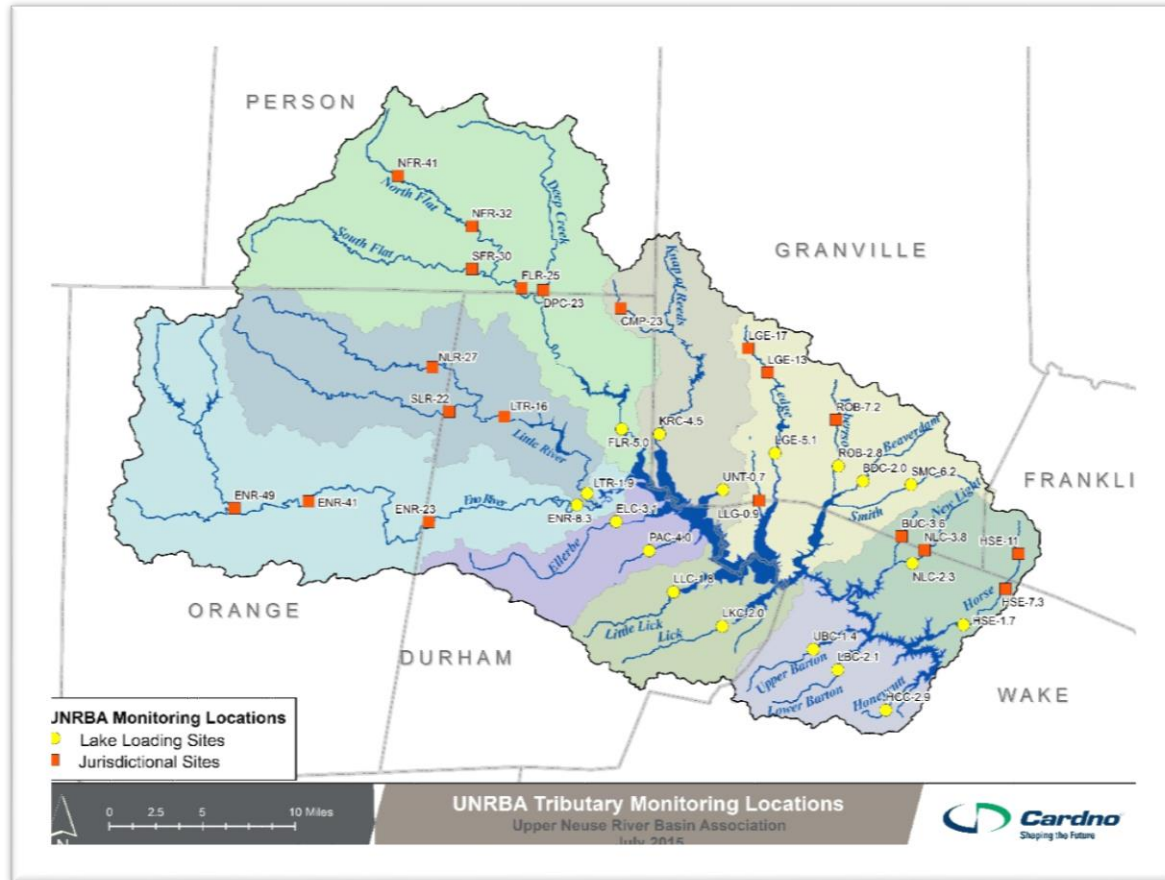 PERSON
NFR-41
North Flat
Deep Creek
NFR-32
South Flat
SFR-30
FLR-25
DPC-23
GRANVILLE
Knap of Reeds
CMP-23
LGE-17
LGE-13
NLR-27
SLR-22
LTR-16
Little River
ROB-7.2
KRC-4.5
FLR-5.0
Ledge
LGE-5.1
Beaverdam
ROB-2.8
BDC-2.0
SMC-6.2
FRANKLI
UNT-0.7
LTR-1.9
ENR-49
ENR-41
ENR-23
Eno River
ENR-8.3
LLG-0.9
Smith
New Light
BUC-3.6
NLC-3.8
HSE-11
PAC-4.0
Ellerbe
NLC-2.3
ORANGE
LLC-1.8
HSE-7.3
Horse
Little Lick
LKC-2.0
Lick
HSE-1.7
DURHAM
UBC-1.4
LBC-2.1
Upper Barton
Lower Barton
Honeycutt
HCC-2.9
WAKE
UNRBA Monitoring Locations
Lake Loading Sites
Jurisdictional Sites
0 2.5 5 10 Miles
N
UNRBA Tributary Monitoring Locations
Upper Neuse River Basin Association
July 2015
Cardno
Shaping the Future